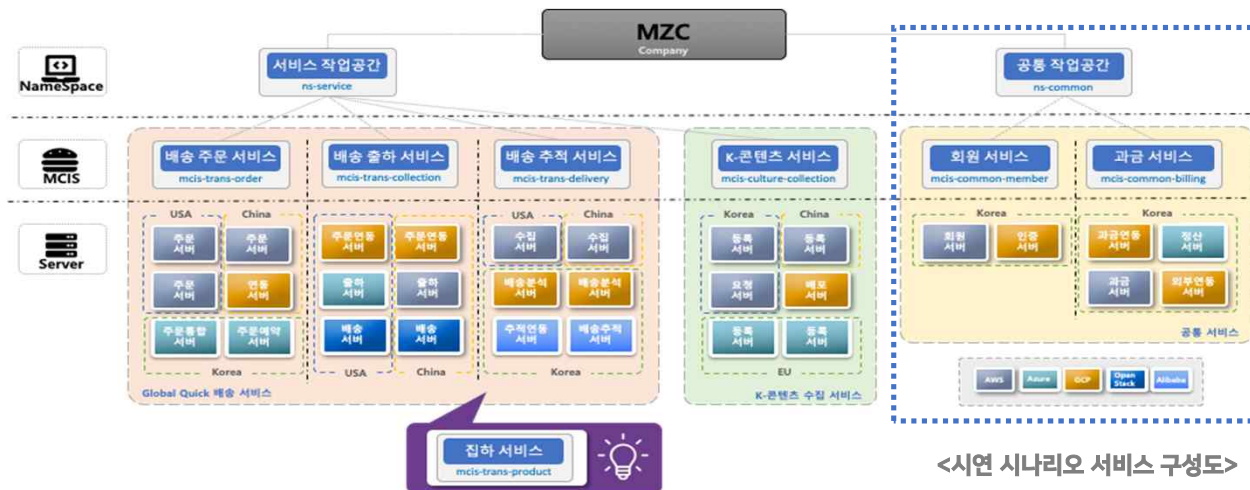 MZC
Company
NameSpace
서비스 작업공간
ns-service
공통 작업공간
ns-common
MCIS
배송 주문 서비스
mcis-trans-order
배송 출하 서비스
mcis-trans-collection
배송 추적 서비스
mcis-trans-delivery
K-콘텐츠 서비스
mcis-culture-collection
회원 서비스
mcis-common-member
과금 서비스
mcis-common-billing
Server
USA
China
주문
서버
주문
서버
주문
서버
연동
서버
주문통합
서버
주문예약
서버
Korea
주문연동
서버
주문연동
서버
출하
서버
출하
서버
배송
서버
배송
서버
USA
China
USA
China
수집
서버
수집
서버
배송분석
서버
배송분석
서버
추적연동
서버
배송추적
서버
Korea
Korea
China
등록
서버
등록
서버
요청
서버
배포
서버
등록
서버
등록
서버
EU
Korea
회원
서버
인증
서버
Korea
과금연동
서버
정산
서버
과금
서버
외부연동
서버
Global Quick 배송 서비스
K-콘텐츠 수집 서비스
공통 서비스
AWS
Azure
GCP
Open
Stack
Alibaba
집하 서비스
mcis-trans-product
<시연 시나리오 서비스 구성도>